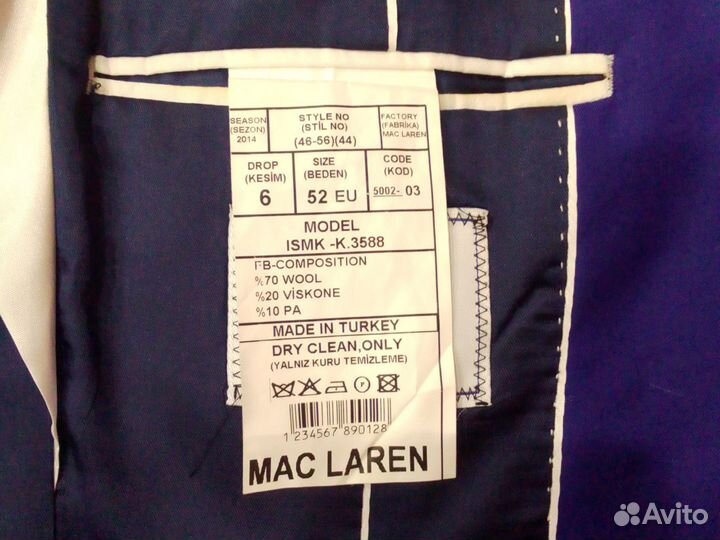 SEASON (SEZON) 2014
STYLE NO (STİL NO) (46-56)(44)
FACTORY (FABRİKA) MAC LAREN
DROP (KESİM) 6
SIZE (BEDEN) 52 EU
CODE (KOD) 5002-. 03
MODEL
ISMK -K.3588
FB-COMPOSITION
%70 WOOL
%20 VİSKONE
%10 PA
MADE IN TURKEY
DRY CLEAN,ONLY
(YALNIZ KURU TEMİZLEME)
P
1 234567 890128
MAC LAREN
Avito